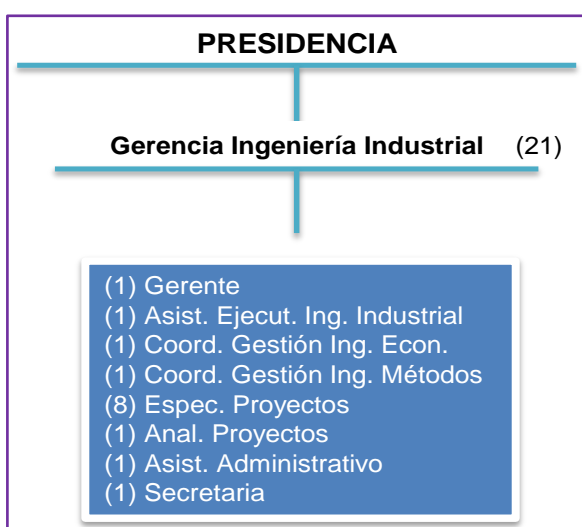 PRESIDENCIA
Gerencia Ingeniería Industrial (21)
(1) Gerente
(1) Asist. Ejecut. Ing. Industrial
(1) Coord. Gestión Ing. Econ.
(1) Coord. Gestión Ing. Métodos
(8) Espec. Proyectos
(1) Anal. Proyectos
(1) Asist. Administrativo
(1) Secretaria